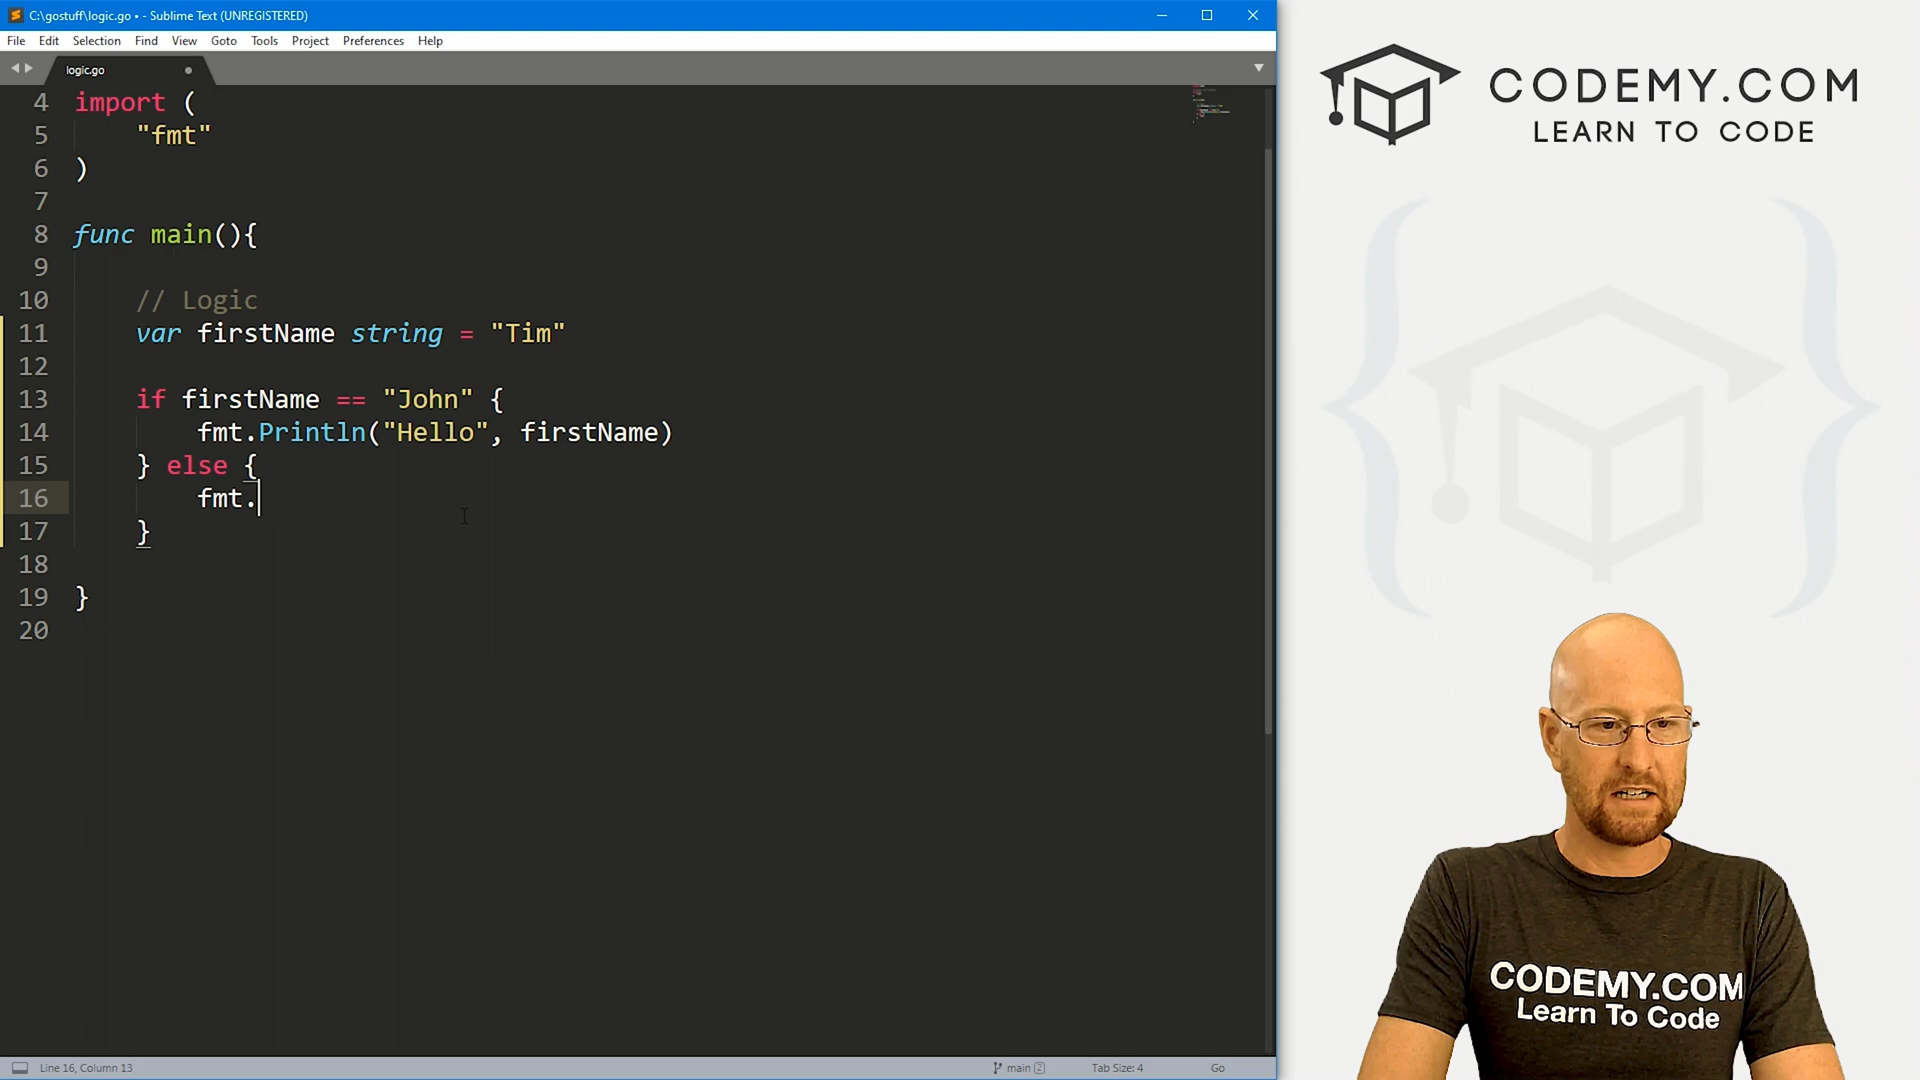 C:\gostuff\logic.go • - Sublime Text (UNREGISTERED)
File Edit Selection Find View Goto Tools Project Preferences Help
logic.go
4 import (
5 "fmt"
6 )
7
8 func main(){
9
10 // Logic
11 var firstName string = "Tim"
12
13 if firstName == "John" {
14 fmt.Println("Hello", firstName)
15 } else {
16 fmt.
17 }
18
19 }
20
Line 16, Column 13
main 2
Tab Size: 4
Go
CODEMY.COM
LEARN TO CODE
CODEMY.COM
Learn To Code